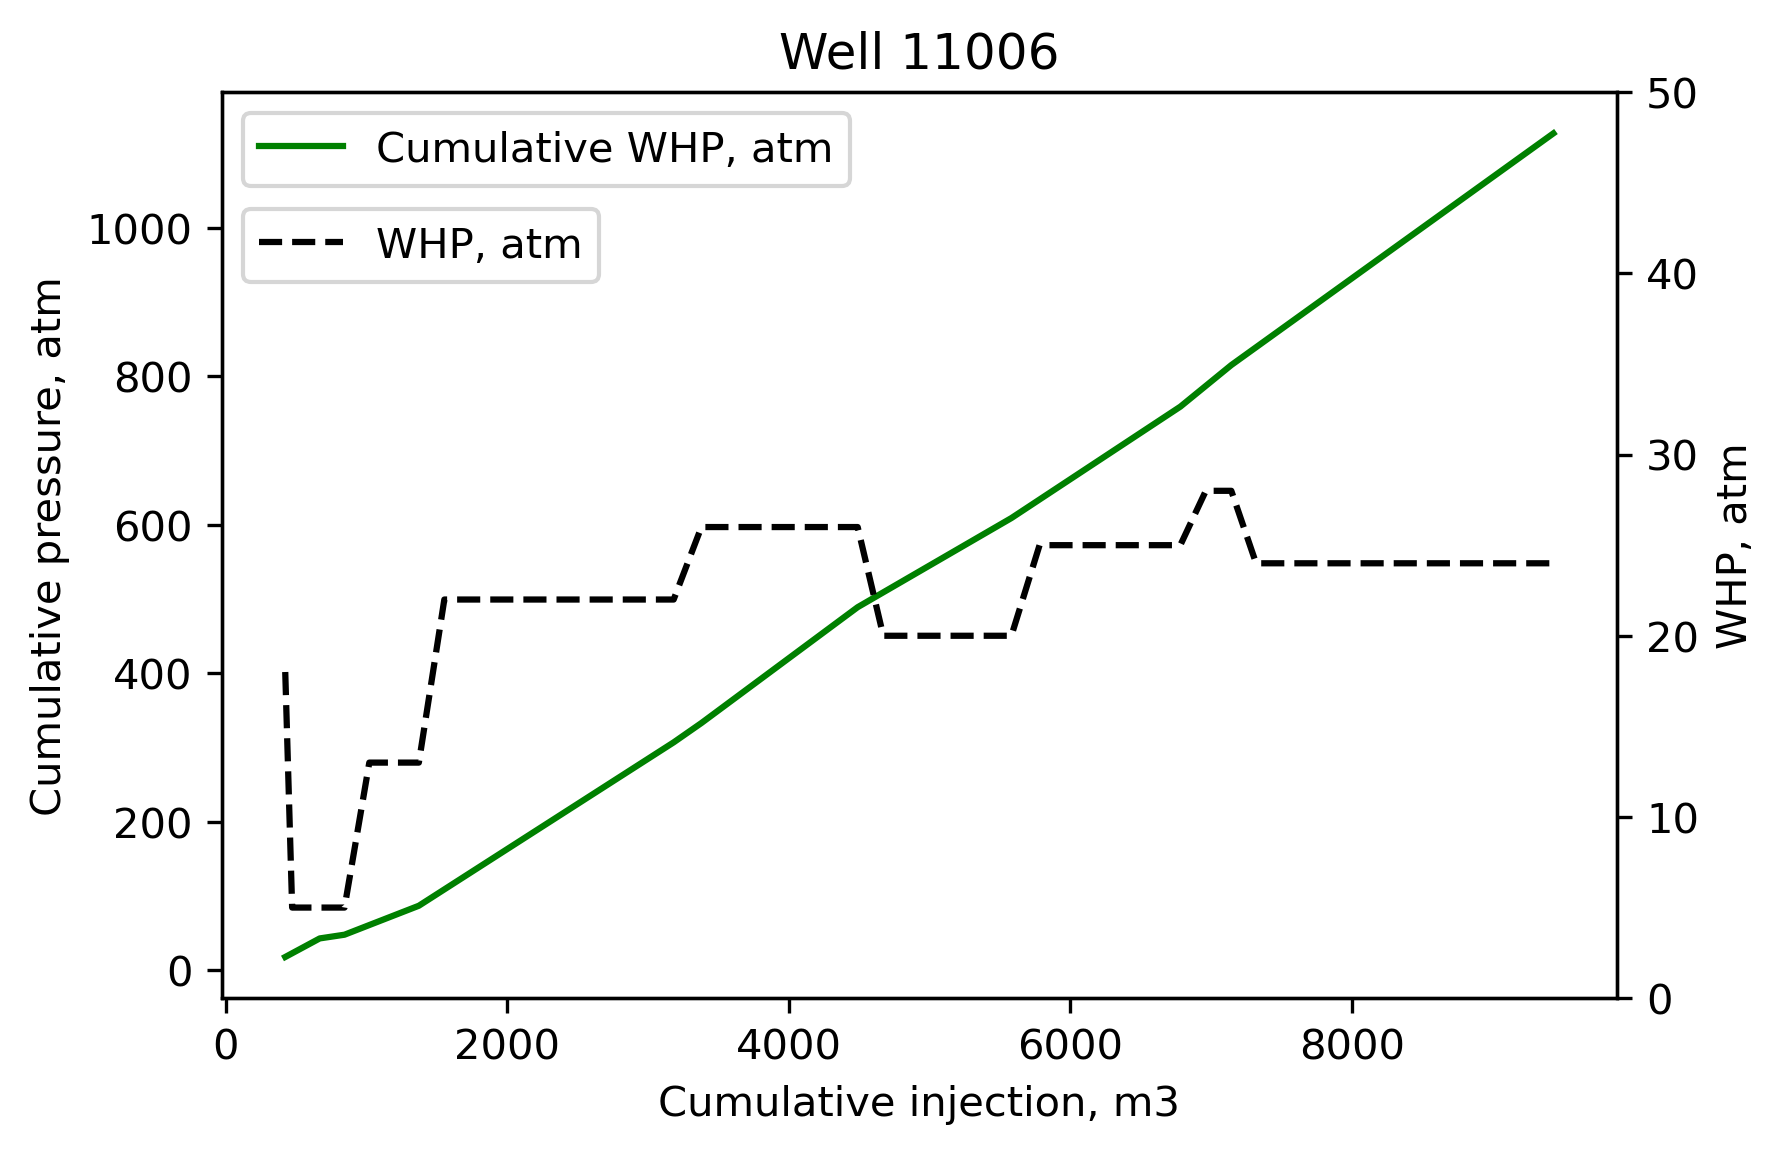 Well 11006
Cumulative WHP, atm
WHP, atm
Cumulative pressure, atm
1000
800
600
400
200
0
50
40
30
20
10
0
WHP, atm
0 2000 4000 6000 8000
Cumulative injection, m3